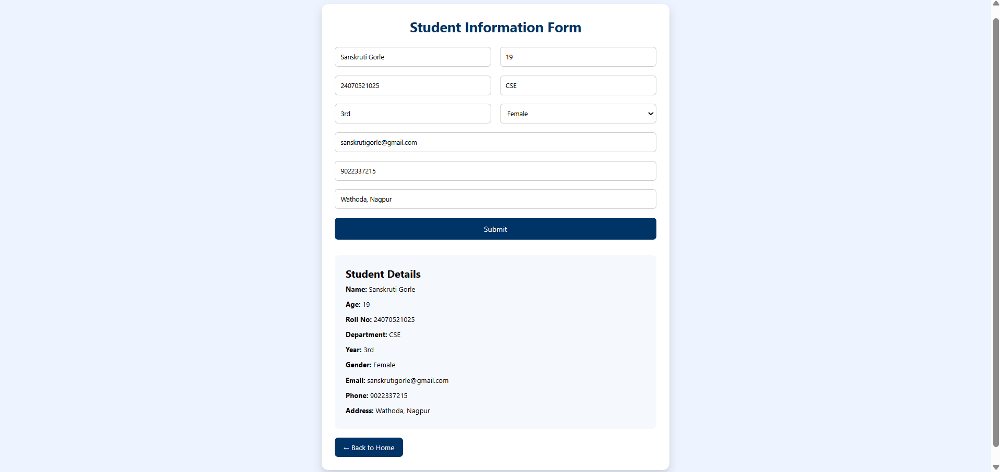 Student Information Form
Sanskruti Gorle 19
24070521025 CSE
3rd Female
sanskrutigorle@gmail.com
9022337215
Wathoda, Nagpur
Submit
Student Details
Name: Sanskruti Gorle
Age: 19
Roll No: 24070521025
Department: CSE
Year: 3rd
Gender: Female
Email: sanskrutigorle@gmail.com
Phone: 9022337215
Address: Wathoda, Nagpur
← Back to Home